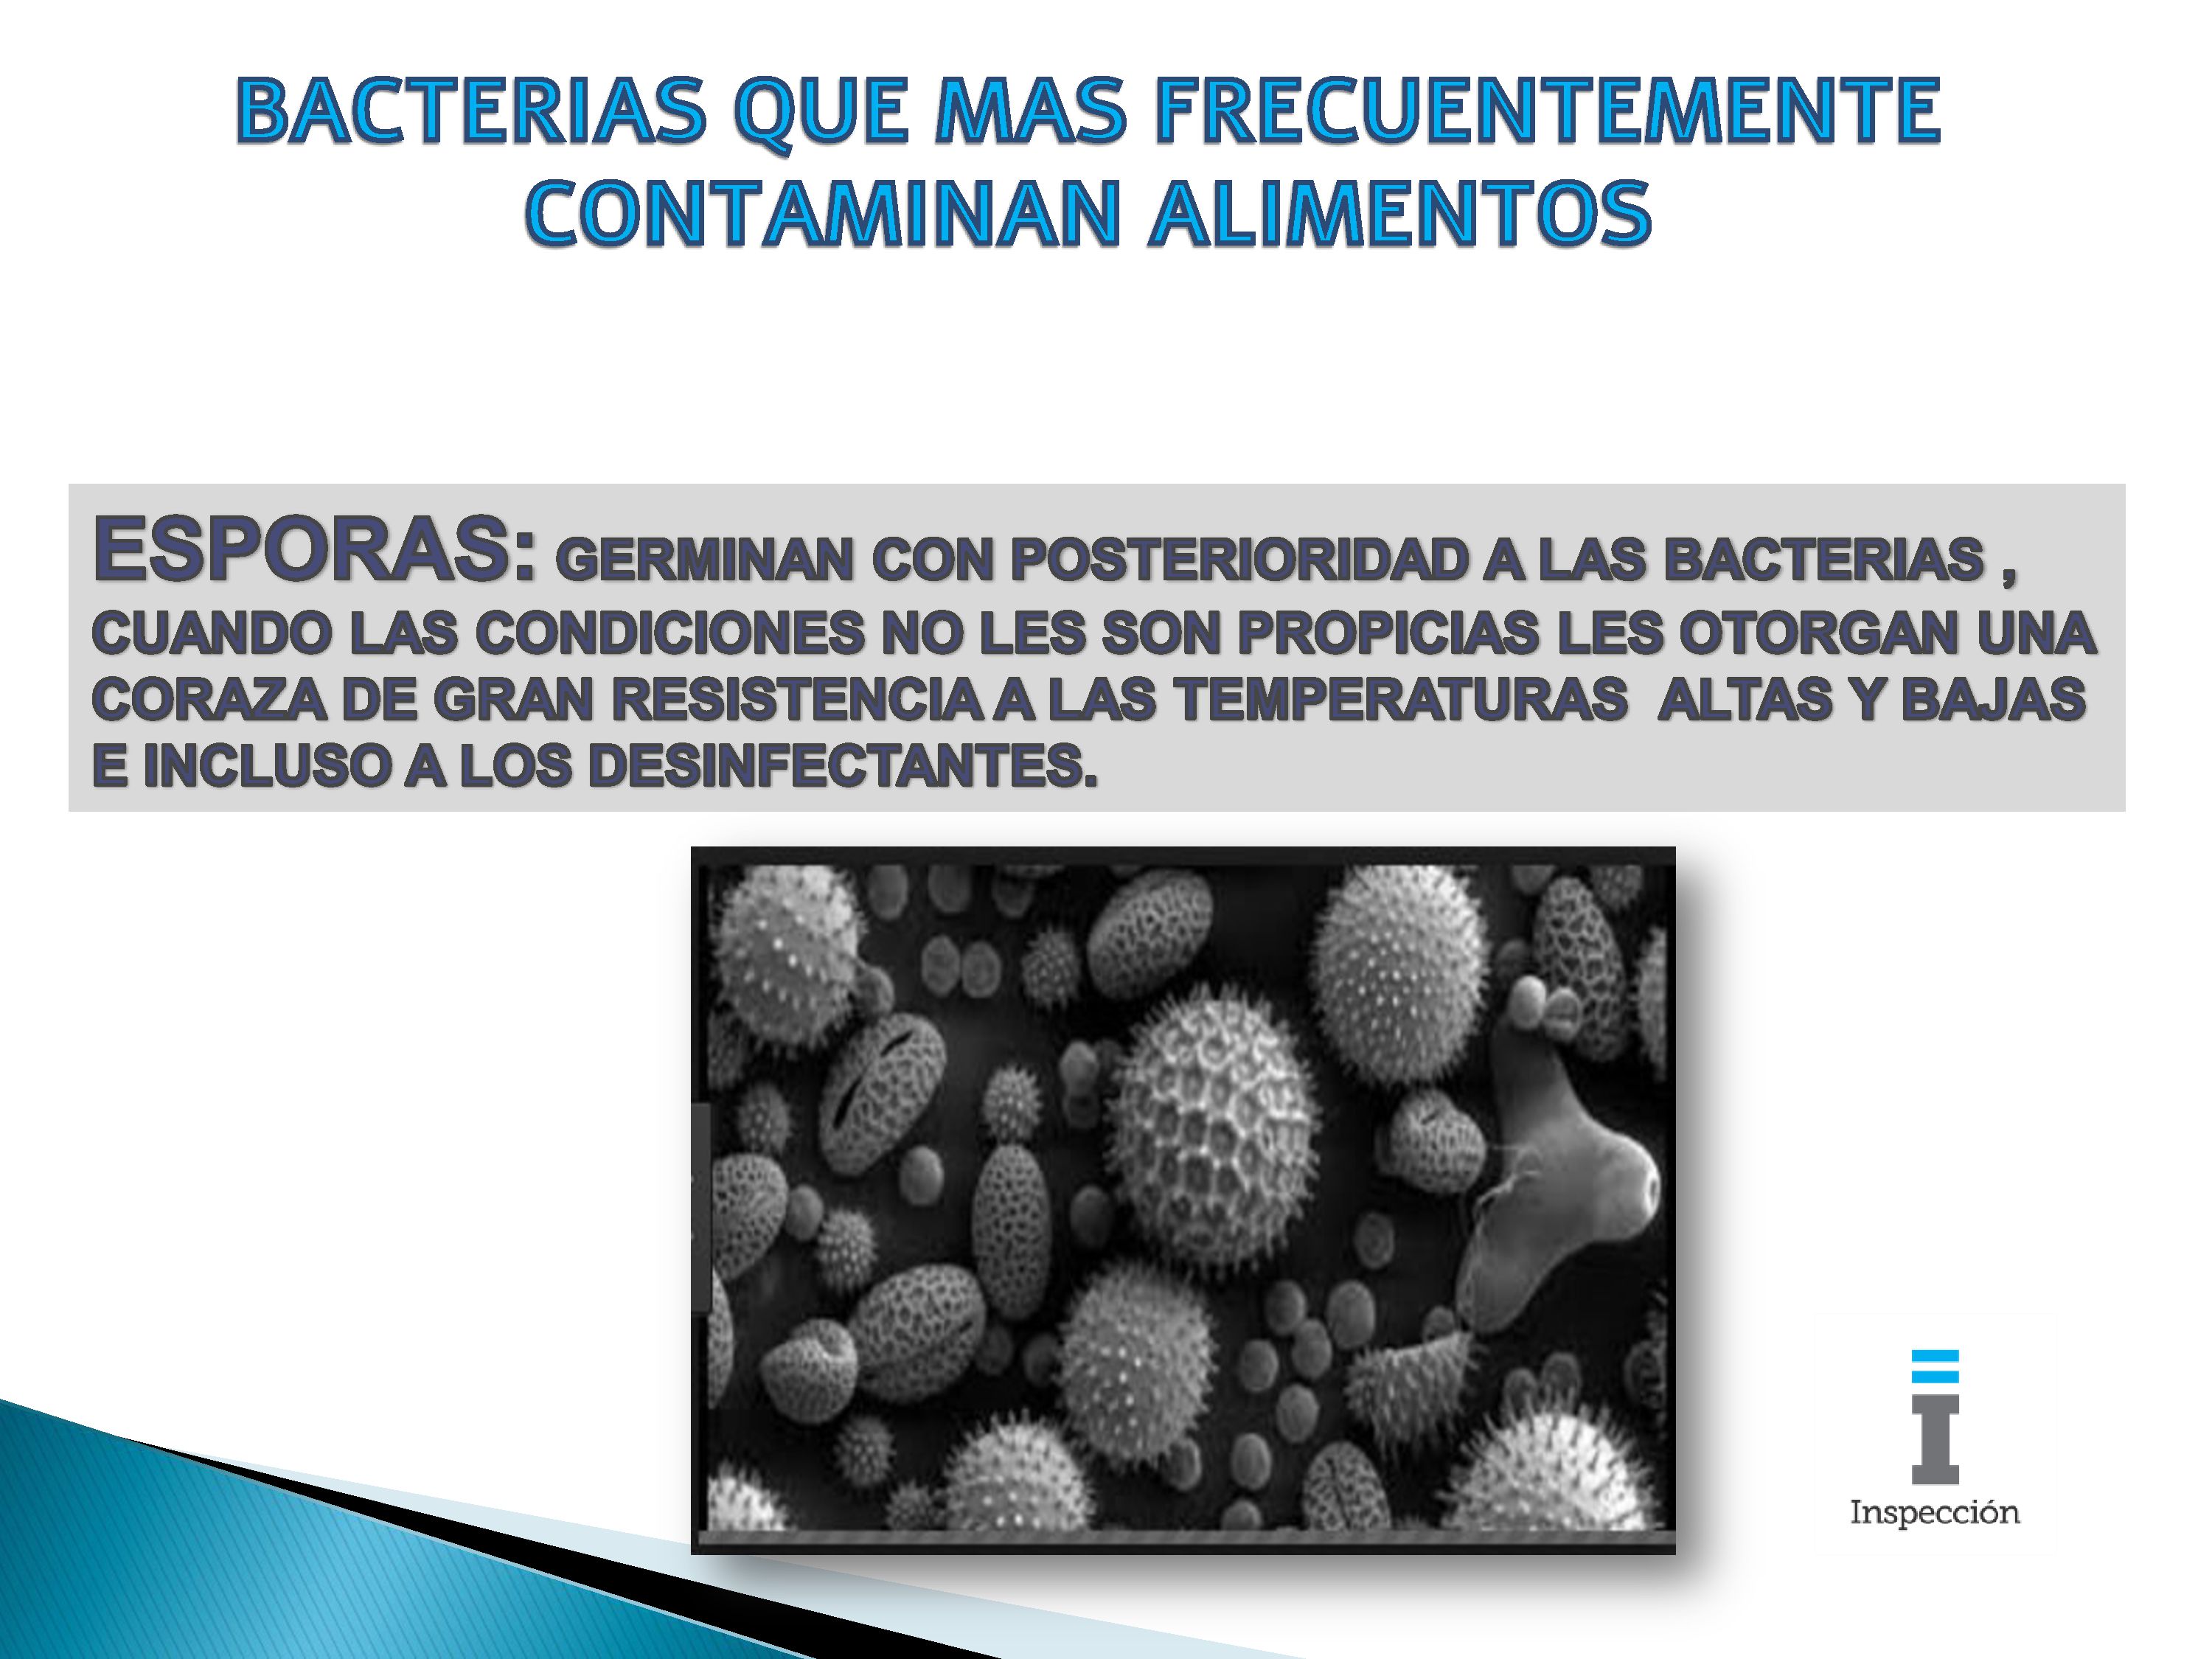 BACTERIAS QUE MAS FRECUENTEMENTE
CONTAMINAN ALIMENTOS
ESPORAS: GERMINAN CON POSTERIORIDAD A LAS BACTERIAS ,
CUANDO LAS CONDICIONES NO LES SON PROPICIAS LES OTORGAN UNA
CORAZA DE GRAN RESISTENCIA A LAS TEMPERATURAS ALTAS Y BAJAS
E INCLUSO A LOS DESINFECTANTES.
Inspección